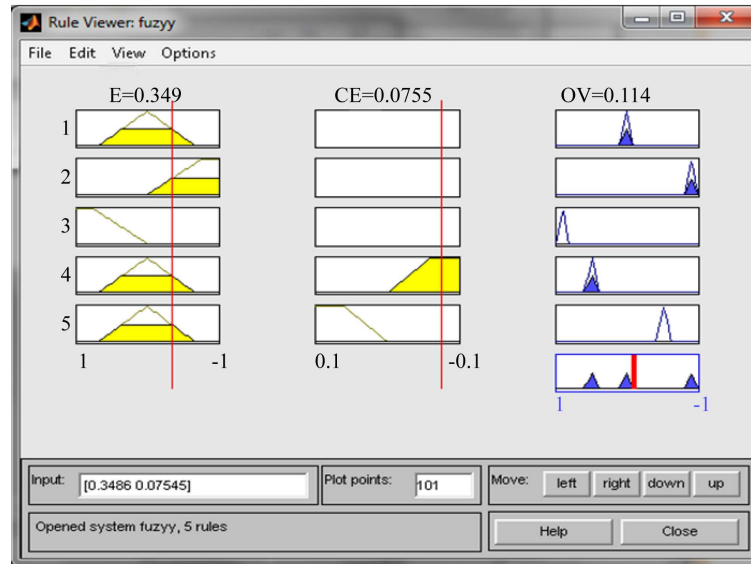 Rule Viewer: fuzyy
File Edit View Options
E=0.349 CE=0.0755 OV=0.114
1
2
3
4
5
1 -1 0.1 -0.1
1 -1
Input: [0.3486 0.07545] Plot points: 101 Move: left right down up
Opened system fuzyy, 5 rules Help Close